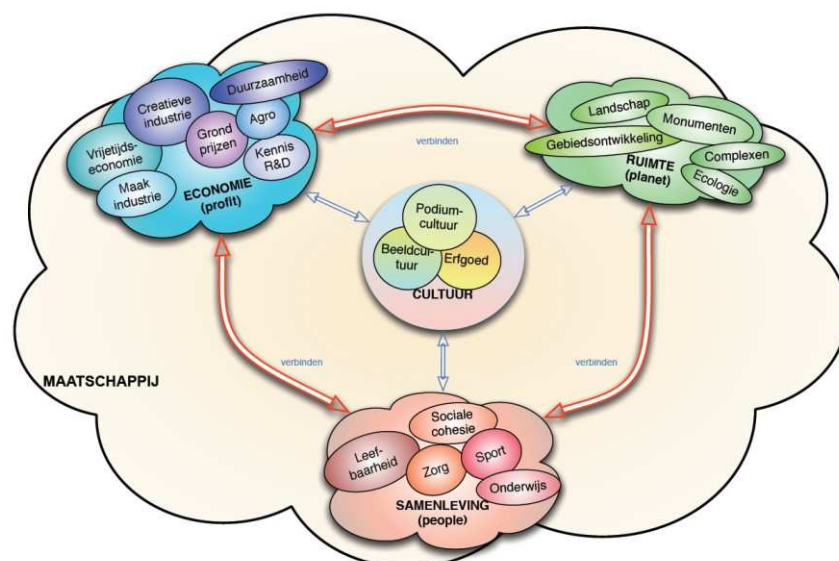 Duurzaamheid
Creatieve
industrie
Agro
Grond
prijzen
Vrijetijds-
economie
Kennis
R&D
Maak
industrie
ECONOMIE
(profit)
verbinden
Landschap
Monumenten
Gebiedsontwikkeling
Complexen
RUIMTE
(planet)
Ecologie
Podium-
cultuur
Beeldcul-
tuur
Erfgoed
CULTUUR
verbinden
verbinden
MAATSCHAPPIJ
Sociale
cohesie
Leef-
baarheid
Zorg
Sport
Onderwijs
SAMENLEVING
(people)